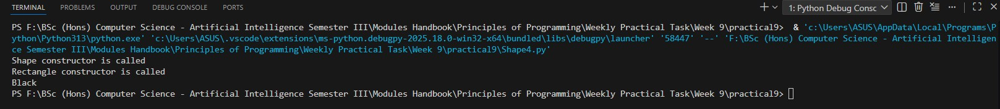 TERMINAL PROBLEMS OUTPUT DEBUG CONSOLE PORTS 1: Python Debug Consc
PS F:\BSc (Hons) Computer Science - Artificial Intelligence Semester III\Modules Handbook\Principles of Programming\Weekly Practical Task\Week 9\practical9>  & 'c:\Users\ASUS\AppData\Local\Programs\P
ython\Python313\python.exe' 'c:\Users\ASUS\.vscode\extensions\ms-python.debugpy-2025.18.0-win32-x64\bundled\libs\debugpy\launcher' '58447' '--' 'F:\BSc (Hons) Computer Science - Artificial Intelligen
ce Semester III\Modules Handbook\Principles of Programming\Weekly Practical Task\Week 9\practical9\Shape4.py'
Shape constructor is called
Rectangle constructor is called
Black
PS F:\BSc (Hons) Computer Science - Artificial Intelligence Semester III\Modules Handbook\Principles of Programming\Weekly Practical Task\Week 9\practical9>